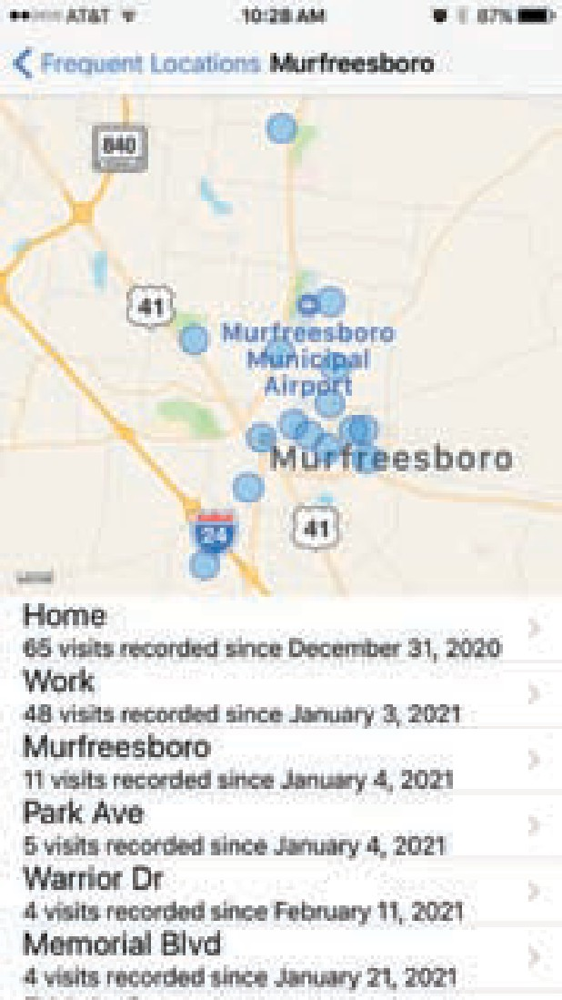 AT&T 10:28 AM 87%
Frequent Locations Murfreesboro
840
41
Murfreesboro
Municipal
Airport
Murfreesboro
41
24
Home
65 visits recorded since December 31, 2020
Work
48 visits recorded since January 3, 2021
Murfreesboro
11 visits recorded since January 4, 2021
Park Ave
5 visits recorded since January 4, 2021
Warrior Dr
4 visits recorded since February 11, 2021
Memorial Blvd
4 visits recorded since January 21, 2021